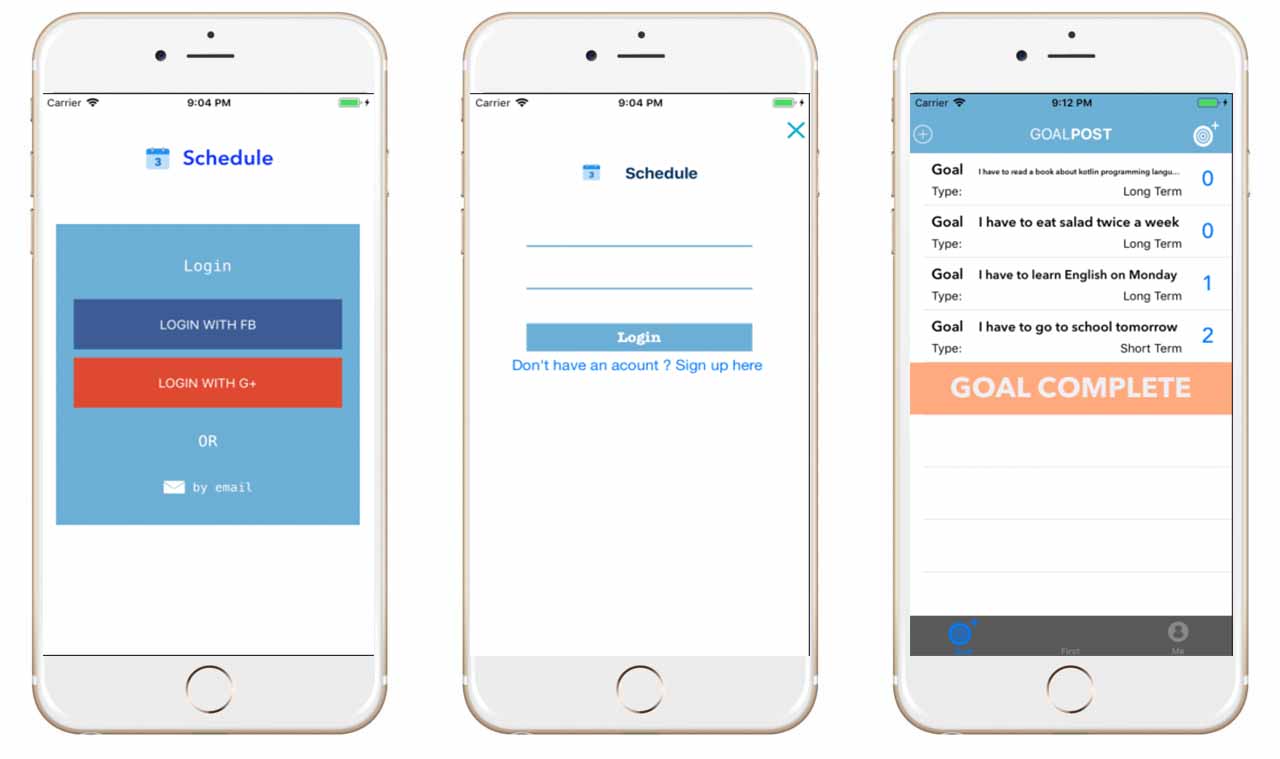 Carrier 9:04 PM
3 Schedule
Login
LOGIN WITH FB
LOGIN WITH G+
OR
by email
Carrier 9:04 PM
3 Schedule
Login
Don't have an acount ? Sign up here
Carrier 9:12 PM
GOALPOST
Goal I have to read a book about kotlin programming langu... 0
Type: Long Term
Goal I have to eat salad twice a week 0
Type: Long Term
Goal I have to learn English on Monday 1
Type: Long Term
Goal I have to go to school tomorrow 2
Type: Short Term
GOAL COMPLETE
First Me